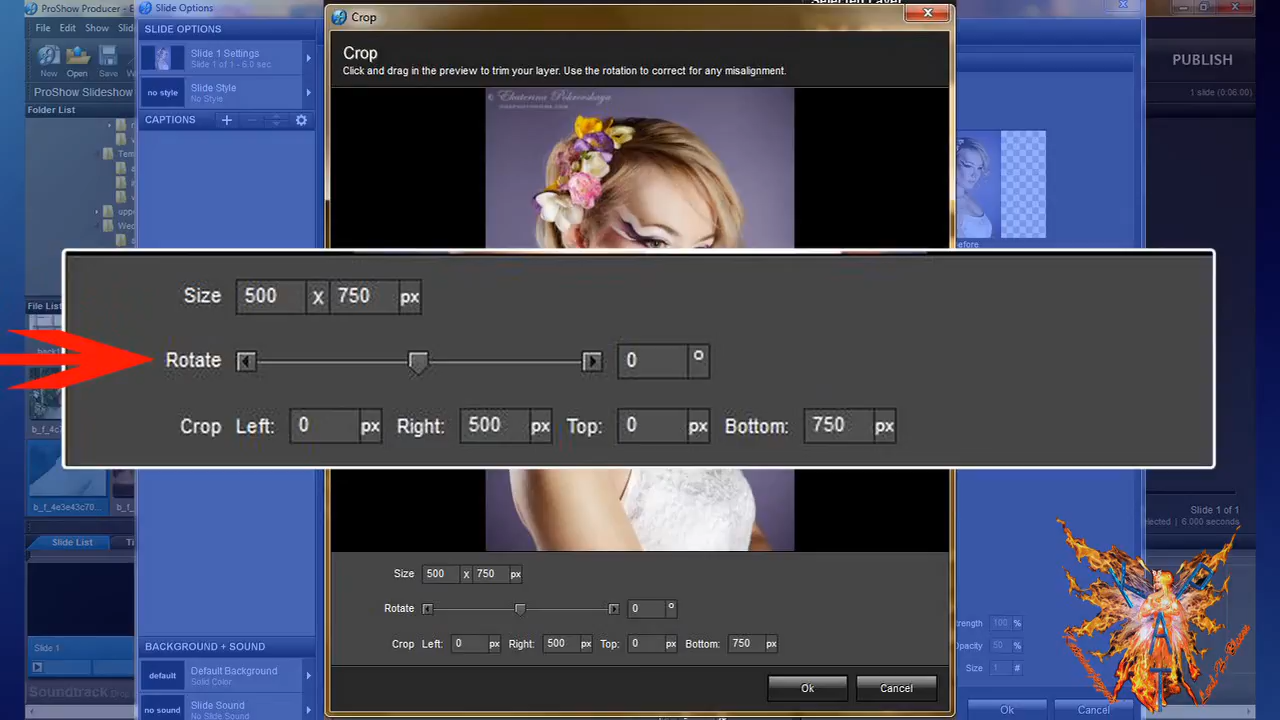 ProShow Producer - E
Slide Options
Crop
File Edit Show Sli
SLIDE OPTIONS
Crop
Click and drag in the preview to trim your layer. Use the rotation to correct for any misalignment.
Slide 1 Settings
Slide 1 of 1 - 6.0 sec
PUBLISH
New Open Save
no style
Slide Style
No Style
ProShow Slideshow
1 slide (0:06.00)
Folder List
CAPTIONS
© Ekaterina Pokrovskaya
Size 500 x 750 px
Rotate 0 °
Crop Left: 0 px Right: 500 px Top: 0 px Bottom: 750 px
File List
b_f_4e3e43c70...
Slide 1 of 1
6.000 seconds
Slide List
Size 500 x 750 px
Rotate 0 °
Crop Left: 0 px Right: 500 px Top: 0 px Bottom: 750 px
Opacity 50 %
Size 1 #
Slide 1
BACKGROUND + SOUND
default
Default Background
Solid Color
Soundtrack
no sound
Slide Sound
No Slide Sound
Ok Cancel
Ok Cancel